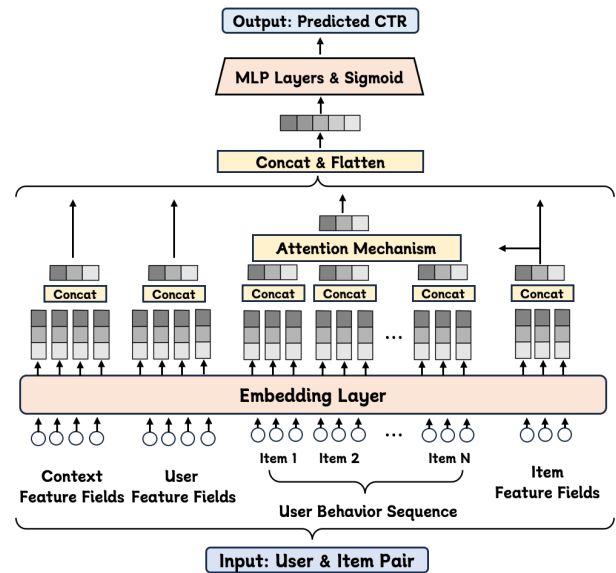 Output: Predicted CTR
MLP Layers & Sigmoid
Concat & Flatten
Attention Mechanism
Concat
Concat
Concat
Concat
Concat
Concat
...
Embedding Layer
...
Item 1
Item 2
Item N
Context
Feature Fields
User
Feature Fields
Item
Feature Fields
User Behavior Sequence
Input: User & Item Pair